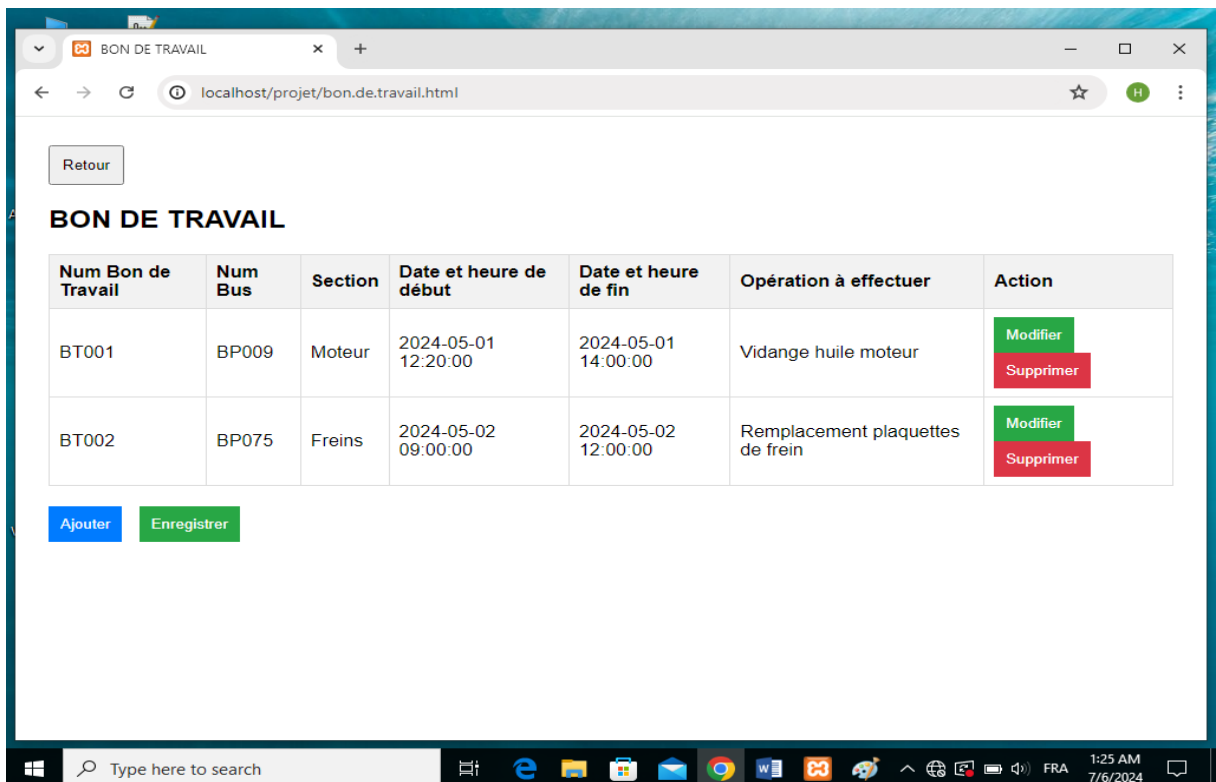 BON DE TRAVAIL
localhost/projet/bon.de.travail.html
H
Retour
BON DE TRAVAIL
Num Bon de Travail
Num Bus
Section
Date et heure de début
Date et heure de fin
Opération à effectuer
Action
BT001
BP009
Moteur
2024-05-01 12:20:00
2024-05-01 14:00:00
Vidange huile moteur
Modifier
Supprimer
BT002
BP075
Freins
2024-05-02 09:00:00
2024-05-02 12:00:00
Remplacement plaquettes de frein
Modifier
Supprimer
Ajouter
Enregistrer
Type here to search
FRA
1:25 AM
7/6/2024